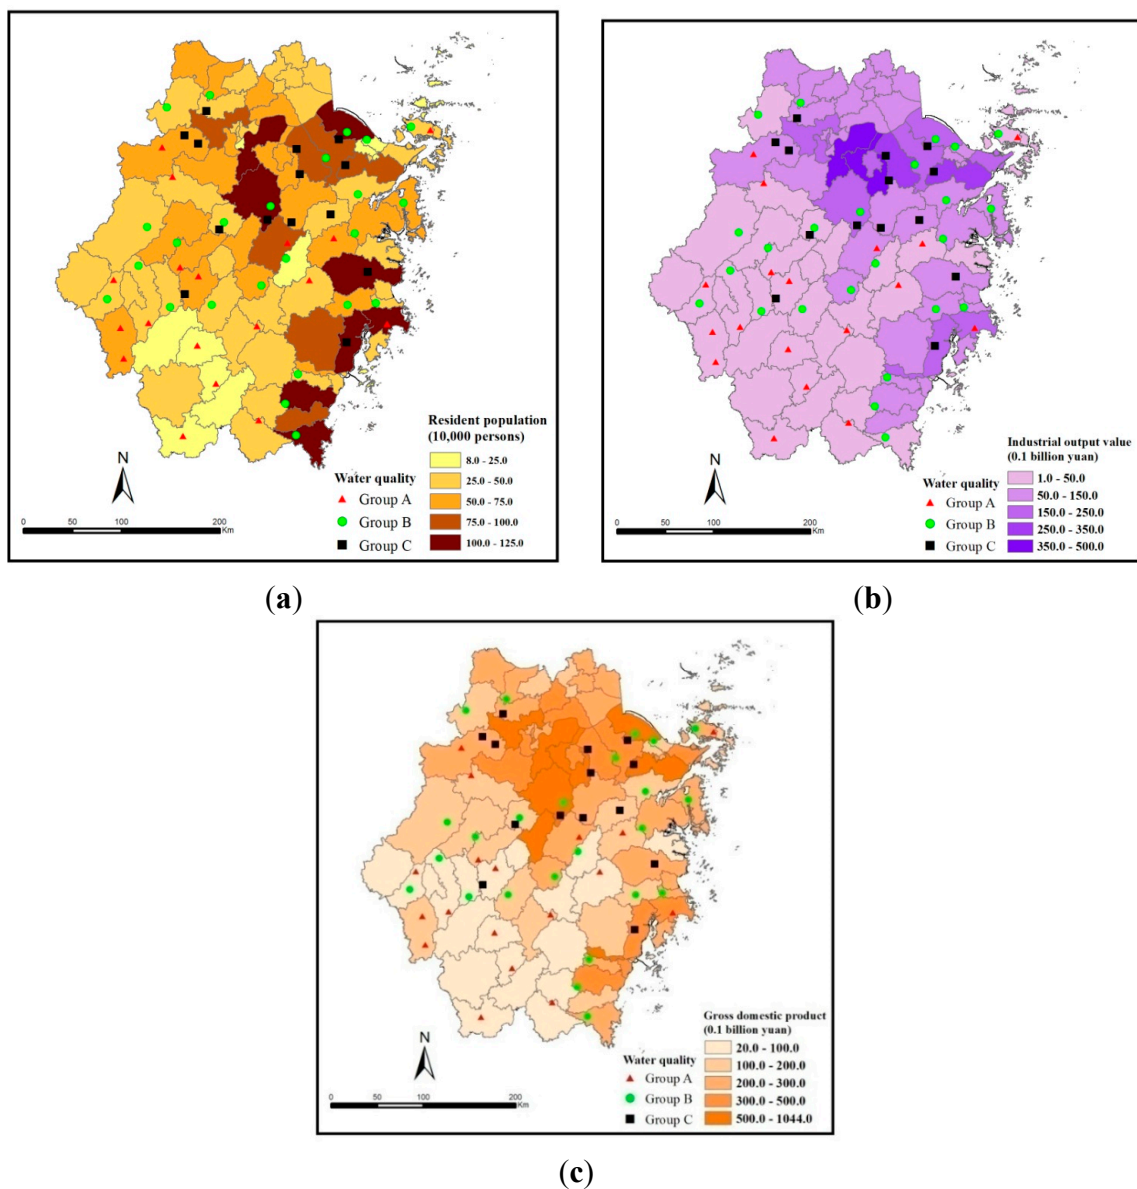 Resident population
(10,000 persons)
8.0 - 25.0
25.0 - 50.0
50.0 - 75.0
75.0 - 100.0
100.0 - 125.0
Water quality
Group A
Group B
Group C
N
0 50 100 200
Km
(a)
Industrial output value
(0.1 billion yuan)
1.0 - 50.0
50.0 - 150.0
150.0 - 250.0
250.0 - 350.0
350.0 - 500.0
Water quality
Group A
Group B
Group C
N
0 50 100 200
Km
(b)
Gross domestic product
(0.1 billion yuan)
20.0 - 100.0
100.0 - 200.0
200.0 - 300.0
300.0 - 500.0
500.0 - 1044.0
Water quality
Group A
Group B
Group C
N
0 50 100 200
Km
(c)